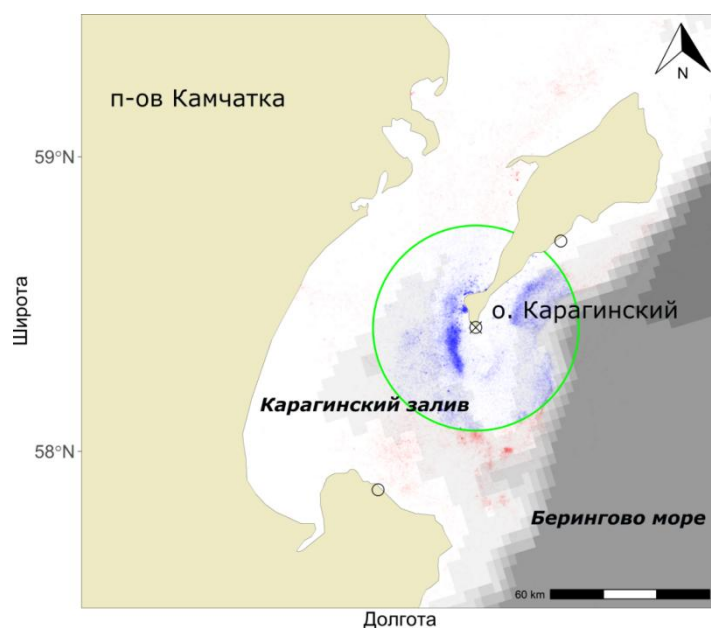 п-ов Камчатка
N
59°N
о. Карагинский
Широта
Карагинский залив
58°N
Берингово море
60 km
Долгота